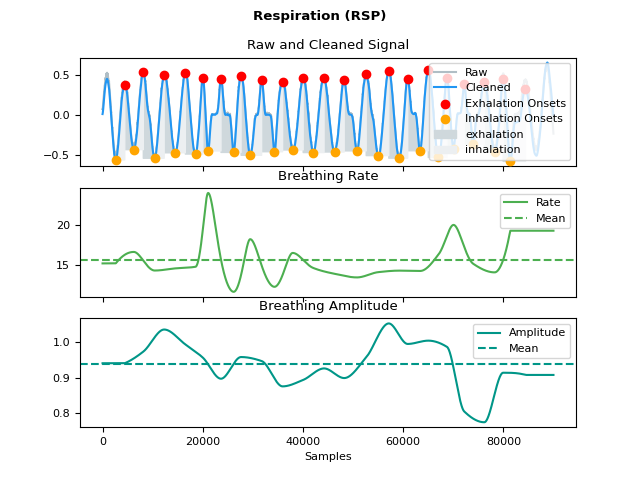 Respiration (RSP)
Raw and Cleaned Signal
0.5
0.0
−0.5
Raw
Cleaned
Exhalation Onsets
Inhalation Onsets
exhalation
inhalation
Breathing Rate
20
15
Rate
Mean
Breathing Amplitude
1.0
0.9
0.8
Amplitude
Mean
0 20000 40000 60000 80000
Samples